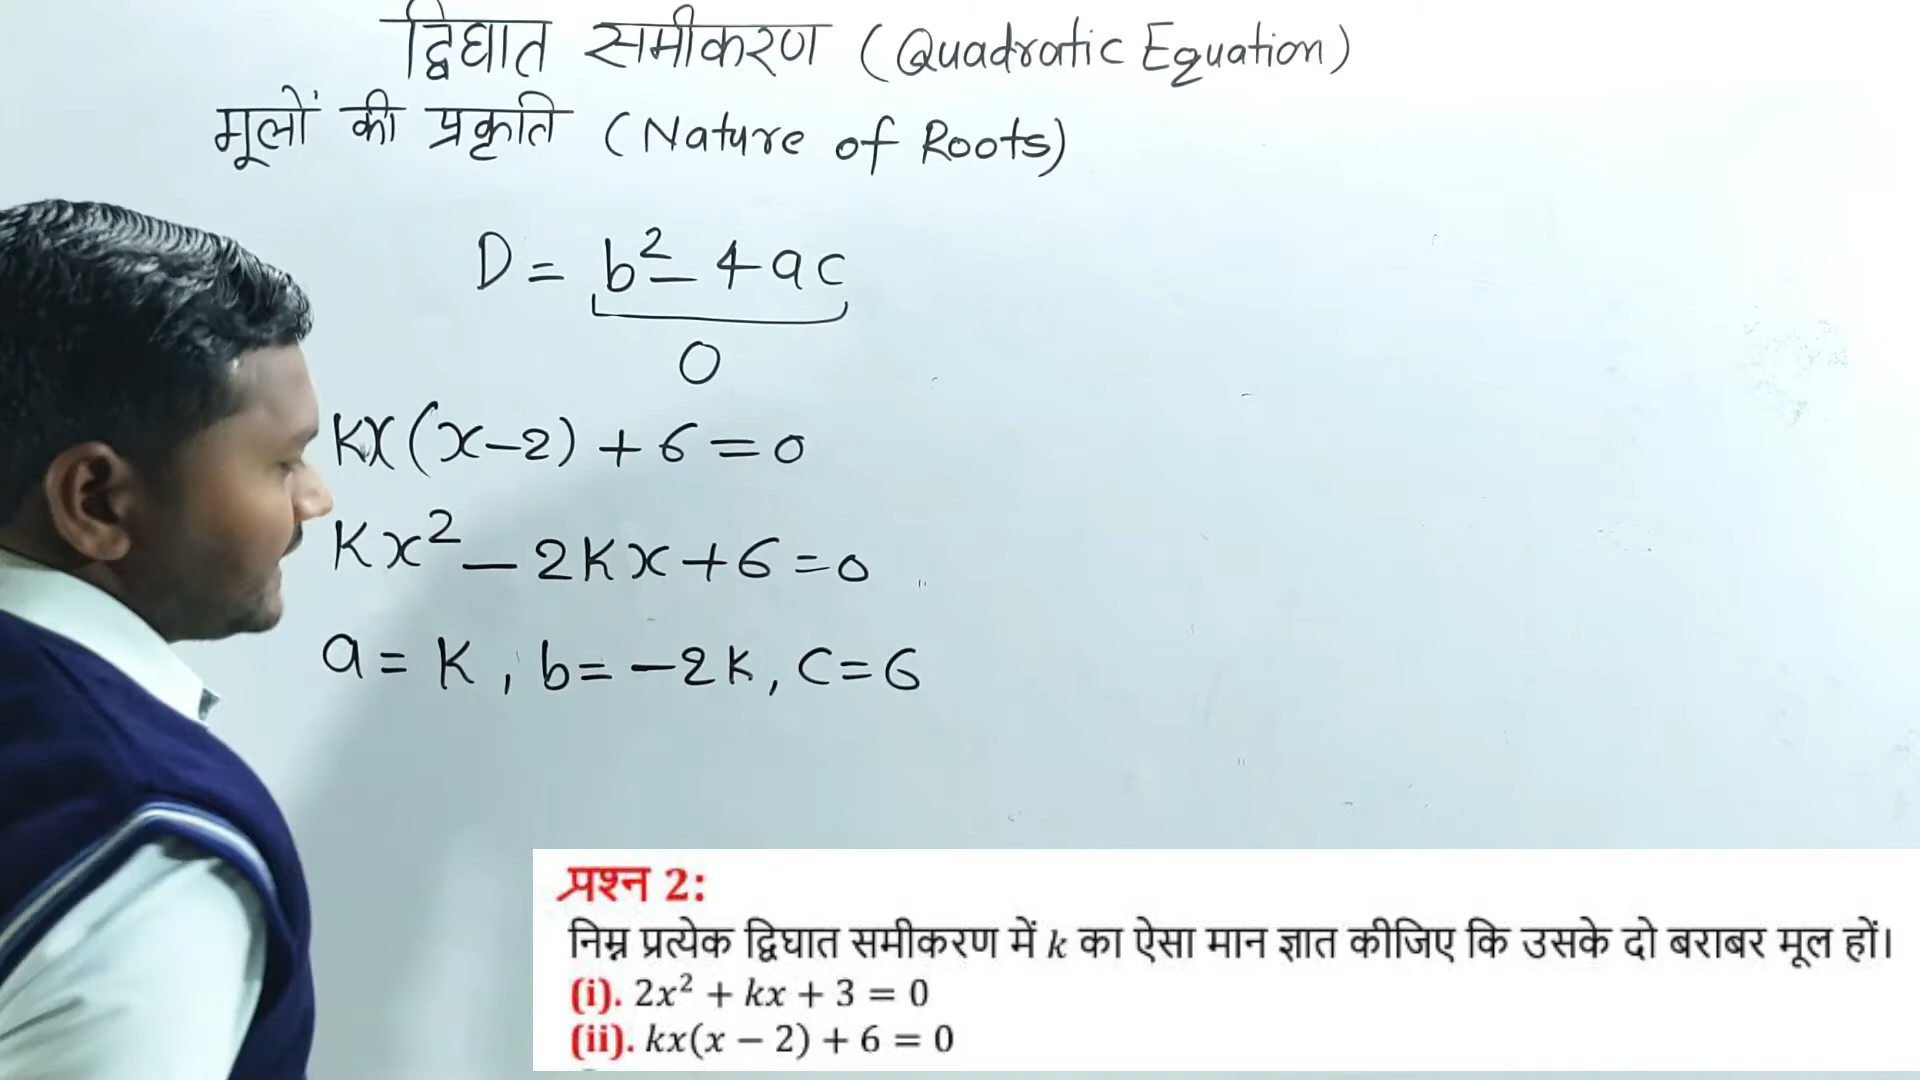 द्विघात समीकरण (Quadratic Equation)
मूलों की प्रकृति (Nature of Roots)
D = b² - 4ac
0
kx(x-2) + 6 = 0
Kx² - 2Kx + 6 = 0
a = K, b = -2K, C = 6
प्रश्न 2:
निम्न प्रत्येक द्विघात समीकरण में k का ऐसा मान ज्ञात कीजिए कि उसके दो बराबर मूल हों।
(i). 2x² + kx + 3 = 0
(ii). kx(x − 2) + 6 = 0